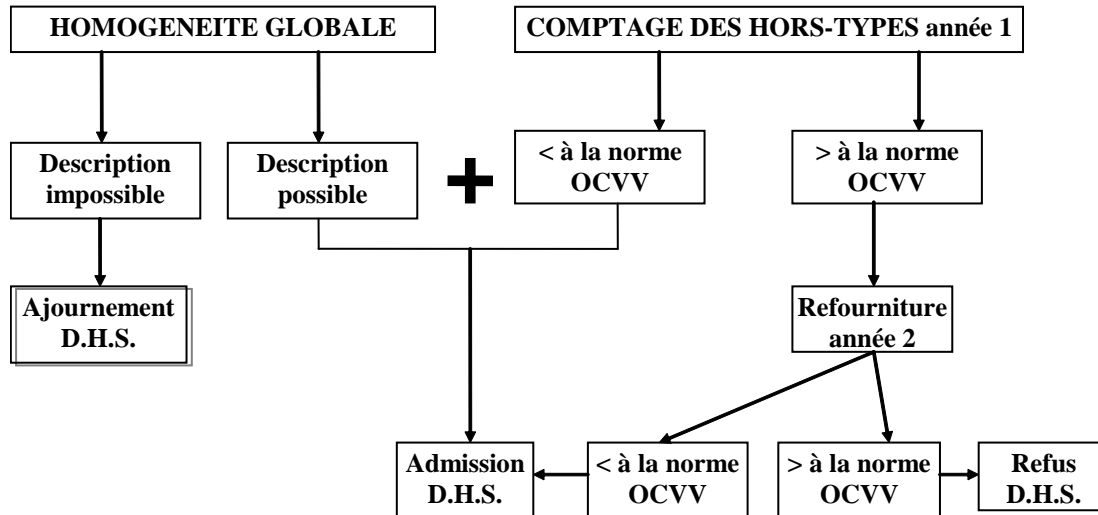 HOMOGENEITE GLOBALE
COMPTAGE DES HORS-TYPES année 1
Description
impossible
Description
possible
+
< à la norme
OCVV
> à la norme
OCVV
Ajournement
D.H.S.
Refourniture
année 2
Admission
D.H.S.
< à la norme
OCVV
> à la norme
OCVV
Refus
D.H.S.